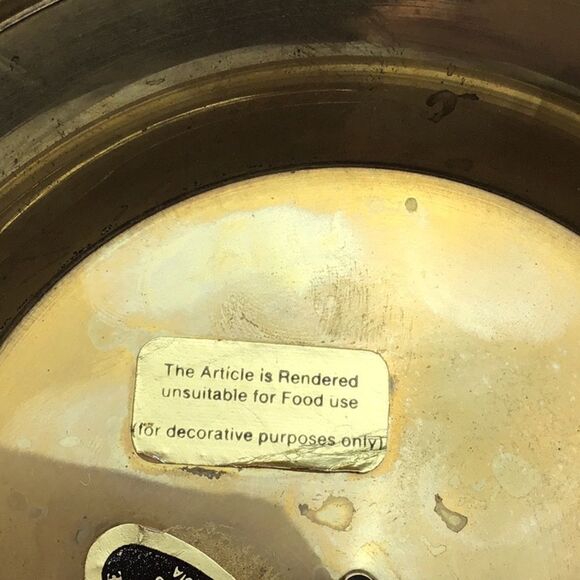 The Article is Rendered
unsuitable for Food use
(for decorative purposes only)